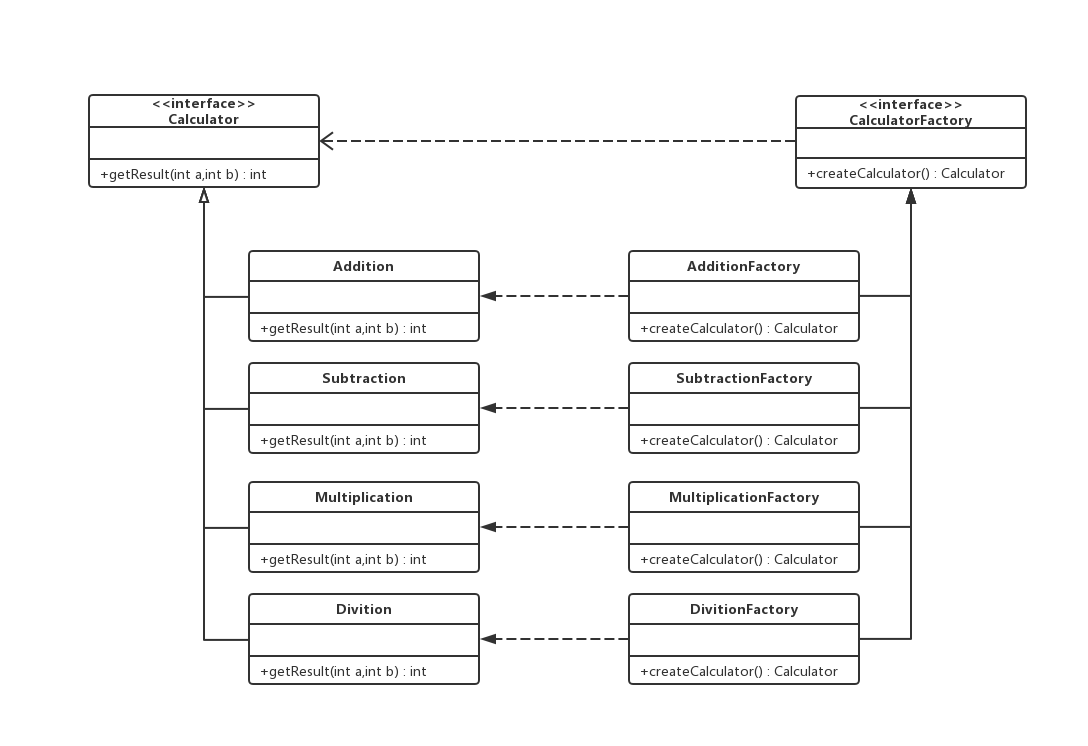 <<interface>>
Calculator
+getResult(int a,int b) : int
<<interface>>
CalculatorFactory
+createCalculator() : Calculator
Addition
+getResult(int a,int b) : int
AdditionFactory
+createCalculator() : Calculator
Subtraction
+getResult(int a,int b) : int
SubtractionFactory
+createCalculator() : Calculator
Multiplication
+getResult(int a,int b) : int
MultiplicationFactory
+createCalculator() : Calculator
Divition
+getResult(int a,int b) : int
DivitionFactory
+createCalculator() : Calculator